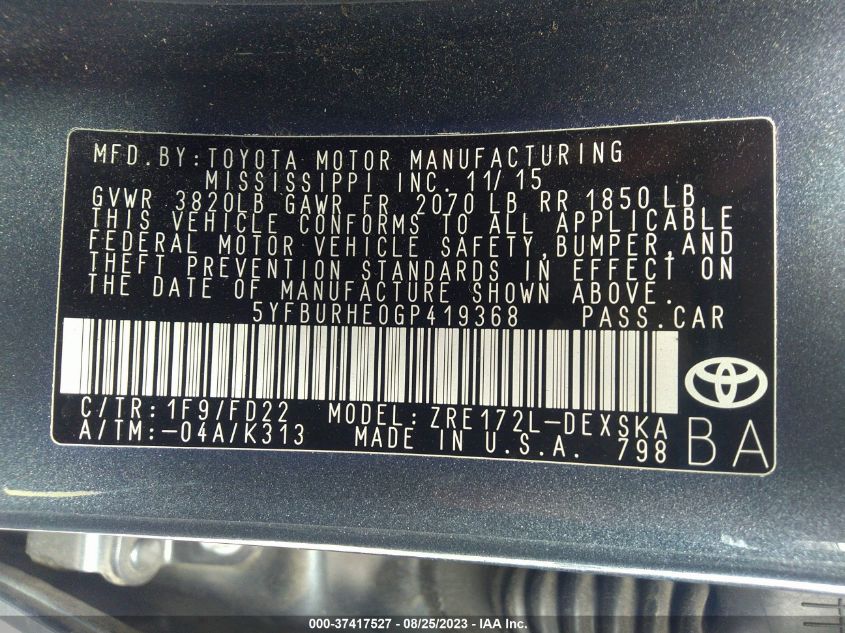 MFD.BY:TOYOTA MOTOR MANUFACTURING
MISSISSIPPI INC. 11/15
GVWR 3820LB GAWR FR 2070 LB RR 1850 LB
THIS VEHICLE CONFORMS TO ALL APPLICABLE
FEDERAL MOTOR VEHICLE SAFETY,BUMPER,AND
THEFT PREVENTION STANDARDS IN EFFECT ON
THE DATE OF MANUFACTURE SHOWN ABOVE.
5YFBURHE0GP419368 PASS.CAR
C/TR:1F9/FD22 MODEL:ZRE172L-DEXSKA
A/TM:-04A/K313 MADE IN U.S.A. 798
BA
000-37417527 - 08/25/2023 - IAA Inc.